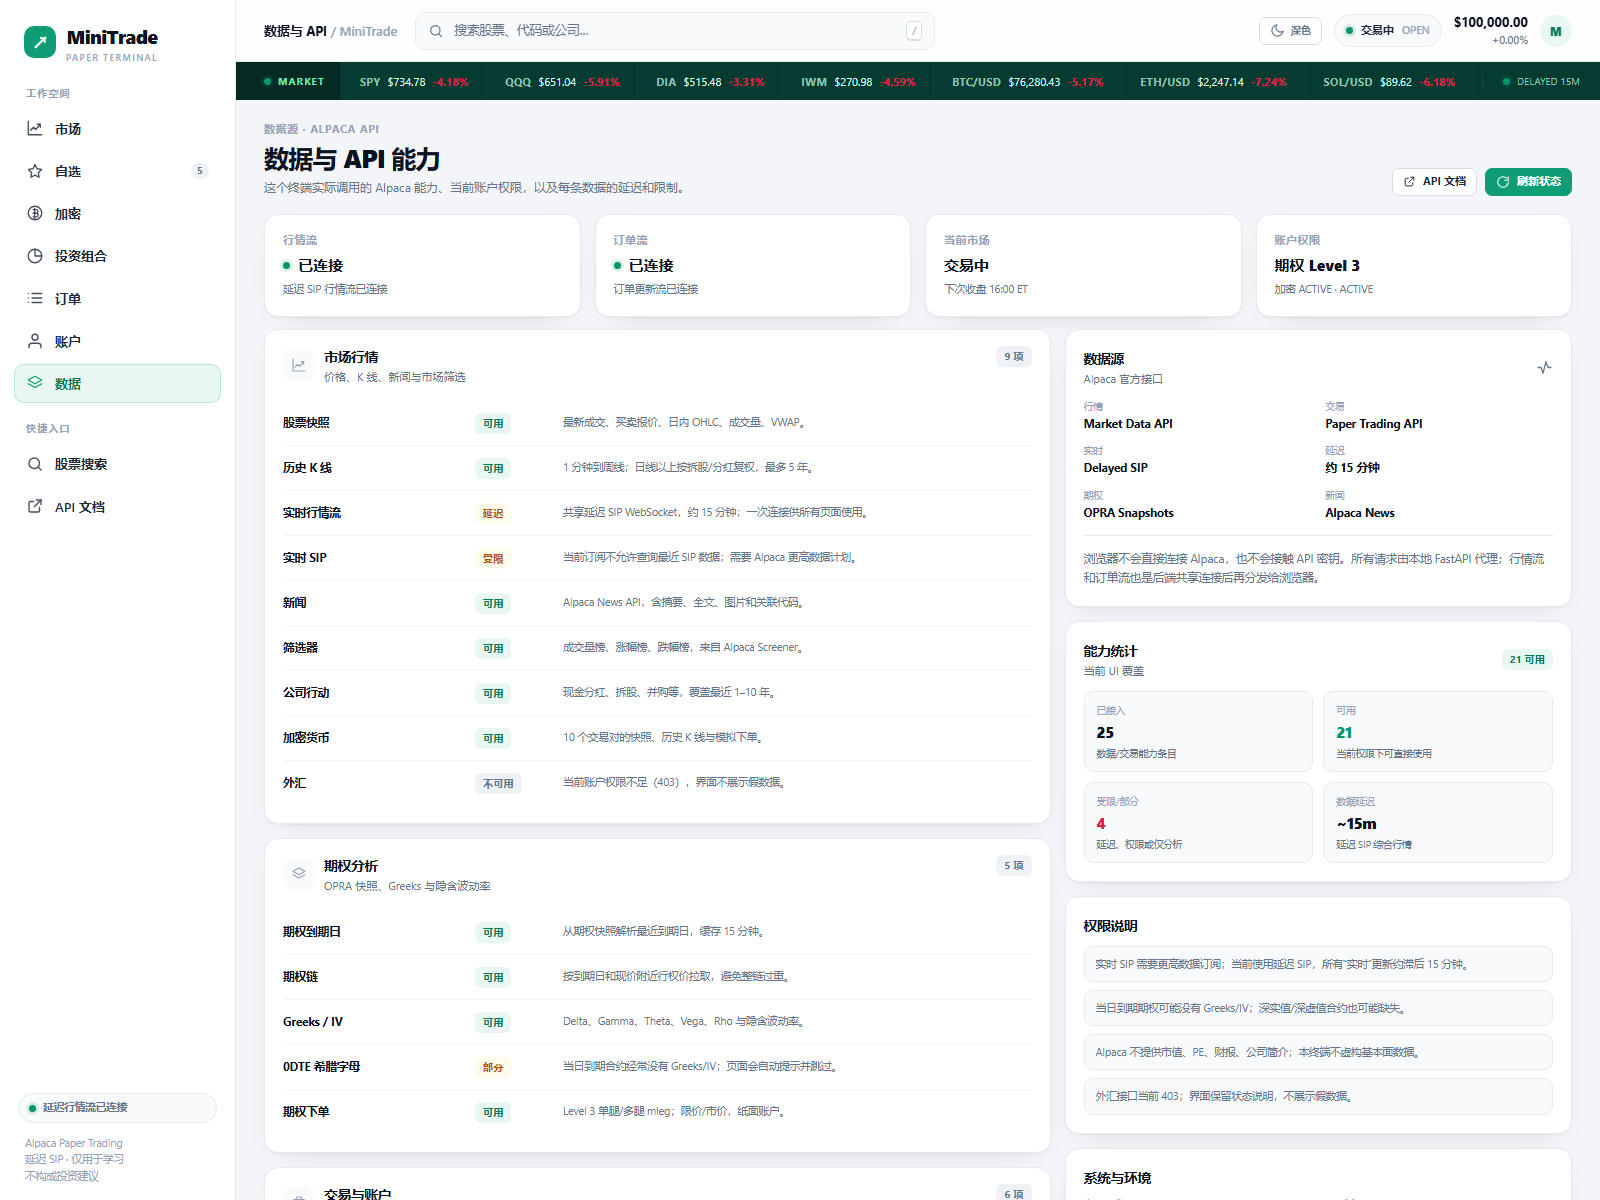 MiniTrade
PAPER TERMINAL
工作空间
市场
自选
5
加密
投资组合
订单
账户
数据
快捷入口
股票搜索
API 文档
延迟行情流已连接
Alpaca Paper Trading
延迟 SIP · 仅用于学习
不构成投资建议
数据与 API / MiniTrade
搜索股票、代码或公司...
/
深色
交易中 OPEN
$100,000.00
+0.00%
M
MARKET
SPY $734.78 -4.18%
QQQ $651.04 -5.91%
DIA $515.48 -3.31%
IWM $270.98 -4.59%
BTC/USD $76,280.43 -5.17%
ETH/USD $2,247.14 -7.24%
SOL/USD $89.62 -6.18%
DELAYED 15M
数据源 · ALPACA API
数据与 API 能力
这个终端实际调用的 Alpaca 能力、当前账户权限，以及每条数据的延迟和限制。
API 文档
刷新状态
行情流
已连接
延迟 SIP 行情流已连接
订单流
已连接
订单更新流已连接
当前市场
交易中
下次收盘 16:00 ET
账户权限
期权 Level 3
加密 ACTIVE · ACTIVE
市场行情
价格、K 线、新闻与市场筛选
9 项
股票快照
可用
最新成交、买卖报价、日内 OHLC、成交量、VWAP。
历史 K 线
可用
1 分钟到周线；日线以上按拆股/分红复权，最多 5 年。
实时行情流
延迟
共享延迟 SIP WebSocket，约 15 分钟；一次连接供所有页面使用。
实时 SIP
受限
当前订阅不允许查询最近 SIP 数据；需要 Alpaca 更高数据计划。
新闻
可用
Alpaca News API，含摘要、全文、图片和关联代码。
筛选器
可用
成交量榜、涨幅榜、跌幅榜，来自 Alpaca Screener。
公司行动
可用
现金分红、拆股、并购等，覆盖最近 1–10 年。
加密货币
可用
10 个交易对的快照、历史 K 线与模拟下单。
外汇
不可用
当前账户权限不足（403），界面不展示假数据。
期权分析
OPRA 快照、Greeks 与隐含波动率
5 项
期权到期日
可用
从期权快照解析最近到期日，缓存 15 分钟。
期权链
可用
按到期日和现价附近行权价拉取，避免整链过重。
Greeks / IV
可用
Delta、Gamma、Theta、Vega、Rho 与隐含波动率。
0DTE 希腊字母
部分
当日到期合约经常没有 Greeks/IV；页面会自动提示并跳过。
期权下单
可用
Level 3 单腿/多腿 mleg；限价/市价，纸面账户。
交易与账户
6 项
数据源
Alpaca 官方接口
行情
Market Data API
交易
Paper Trading API
实时
Delayed SIP
延迟
约 15 分钟
期权
OPRA Snapshots
新闻
Alpaca News
浏览器不会直接连接 Alpaca，也不会接触 API 密钥。所有请求由本地 FastAPI 代理；行情流
和订单流也是后端共享连接后再分发给浏览器。
能力统计
当前 UI 覆盖
21 可用
已接入
25
数据/交易能力条目
可用
21
当前权限下可直接使用
受限/部分
4
延迟、权限或仅分析
数据延迟
~15m
延迟 SIP 综合行情
权限说明
实时 SIP 需要更高数据订阅；当前使用延迟 SIP，所有“实时”更新约滞后 15 分钟。
当日到期期权可能没有 Greeks/IV；深实值/深虚值合约也可能缺失。
Alpaca 不提供市值、PE、财报、公司简介；本终端不虚构基本面数据。
外汇接口当前 403；界面保留状态说明，不展示假数据。
系统与环境